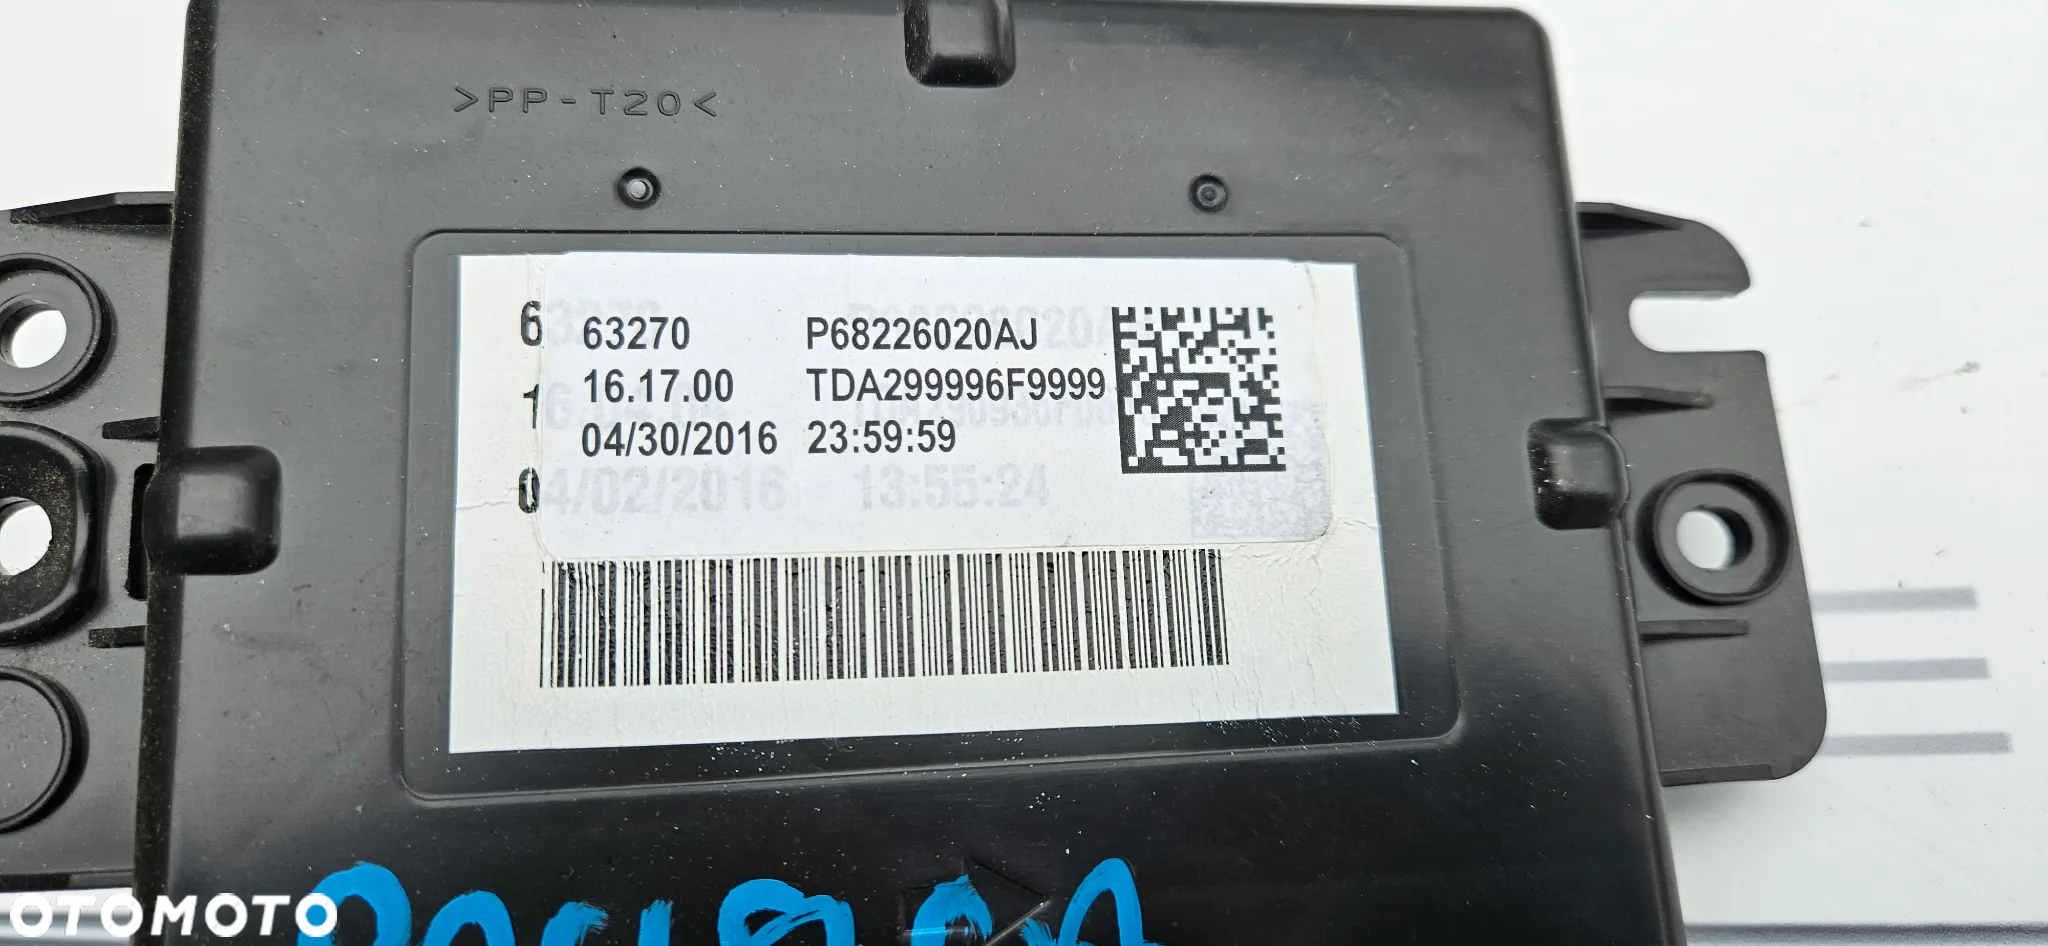 >PP-T20<
63270 P68226020AJ
16.17.00 TDA299996F9999
04/30/2016 23:59:59
04/02/2016 13:55:24
OTOMOTO